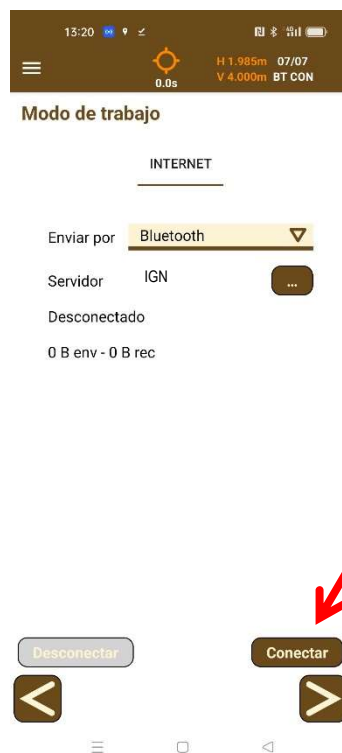 13:20
H 1.985m 07/07
0.0s V 4.000m BT CON
Modo de trabajo
INTERNET
Enviar por Bluetooth
Servidor IGN ...
Desconectado
0 B env - 0 B rec
Desconectar Conectar
< >